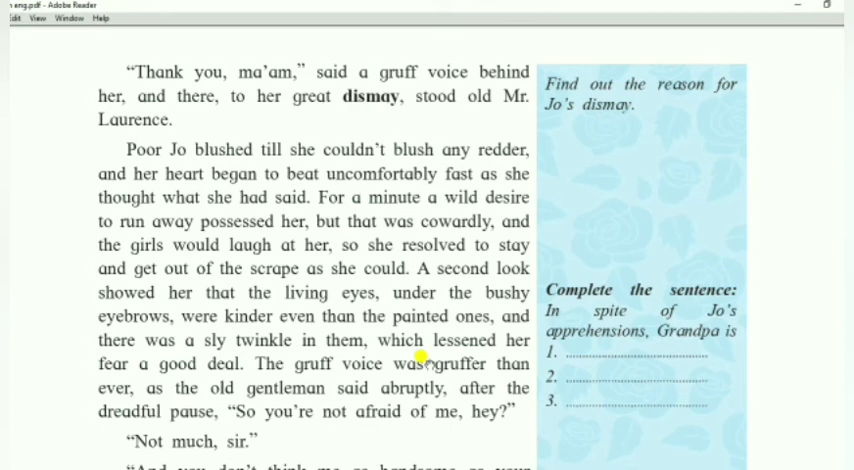 eng.pdf - Adobe Reader
Edit View Window Help
“Thank you, ma’am,” said a gruff voice behind
her, and there, to her great dismay, stood old Mr.
Laurence.
Poor Jo blushed till she couldn’t blush any redder,
and her heart began to beat uncomfortably fast as she
thought what she had said. For a minute a wild desire
to run away possessed her, but that was cowardly, and
the girls would laugh at her, so she resolved to stay
and get out of the scrape as she could. A second look
showed her that the living eyes, under the bushy
eyebrows, were kinder even than the painted ones, and
there was a sly twinkle in them, which lessened her
fear a good deal. The gruff voice was gruffer than
ever, as the old gentleman said abruptly, after the
dreadful pause, “So you’re not afraid of me, hey?”
“Not much, sir.”
Find out the reason for
Jo’s dismay.
Complete the sentence:
In spite of Jo’s
apprehensions, Grandpa is
1. ................................................
2. ................................................
3. ................................................